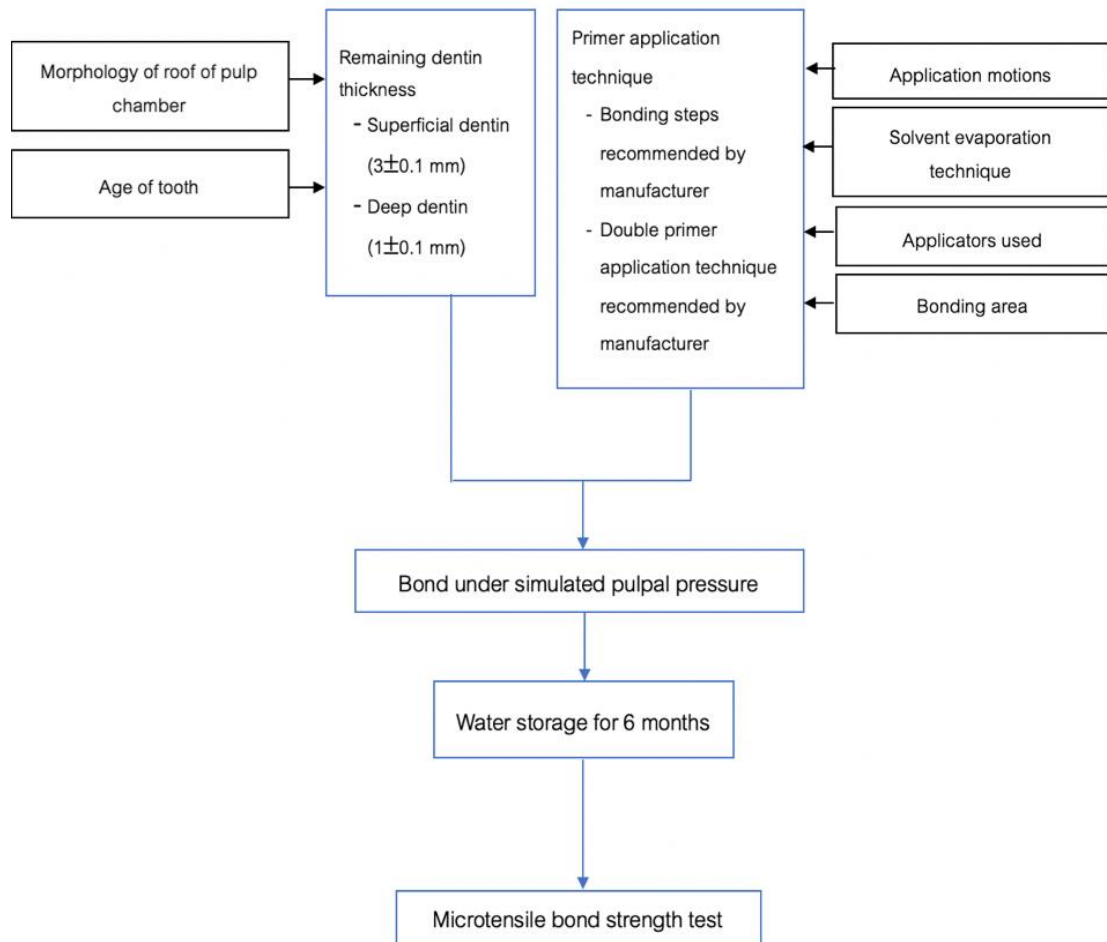 Morphology of roof of pulp
chamber
Age of tooth
Remaining dentin
thickness
- Superficial dentin
(3±0.1 mm)
- Deep dentin
(1±0.1 mm)
Primer application
technique
- Bonding steps
recommended by
manufacturer
- Double primer
application technique
recommended by
manufacturer
Application motions
Solvent evaporation
technique
Applicators used
Bonding area
Bond under simulated pulpal pressure
Water storage for 6 months
Microtensile bond strength test